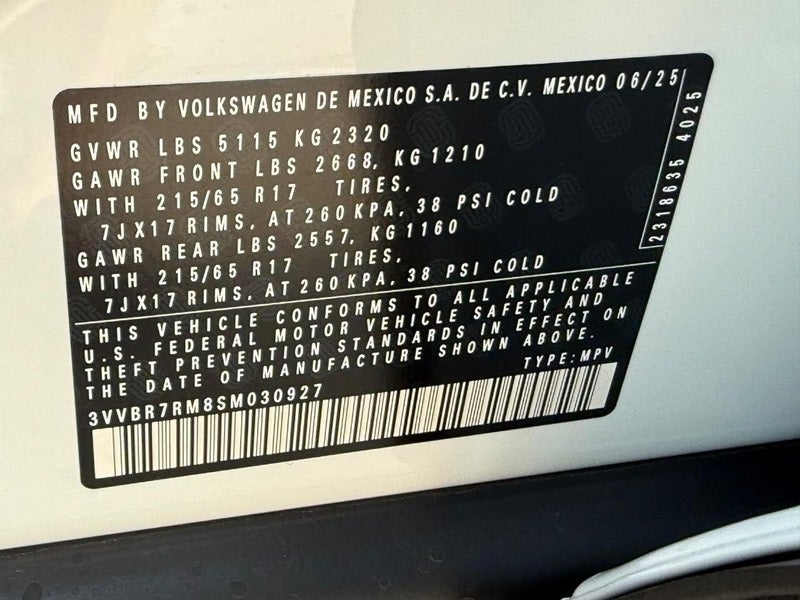 MFD BY VOLKSWAGEN DE MEXICO S.A. DE C.V. MEXICO 06/25
GVWR LBS 5115 KG 2320
GAWR FRONT LBS 2668, KG 1210
WITH 215/65 R17 TIRES,
7JX17 RIMS, AT 260 KPA, 38 PSI COLD
GAWR REAR LBS 2557, KG 1160
WITH 215/65 R17 TIRES,
7JX17 RIMS, AT 260 KPA, 38 PSI COLD
2318635 4025
THIS VEHICLE CONFORMS TO ALL APPLICABLE
U.S. FEDERAL MOTOR VEHICLE SAFETY AND
THEFT PREVENTION STANDARDS IN EFFECT ON
THE DATE OF MANUFACTURE SHOWN ABOVE.
TYPE: MPV
3VVBR7RM8SM030927